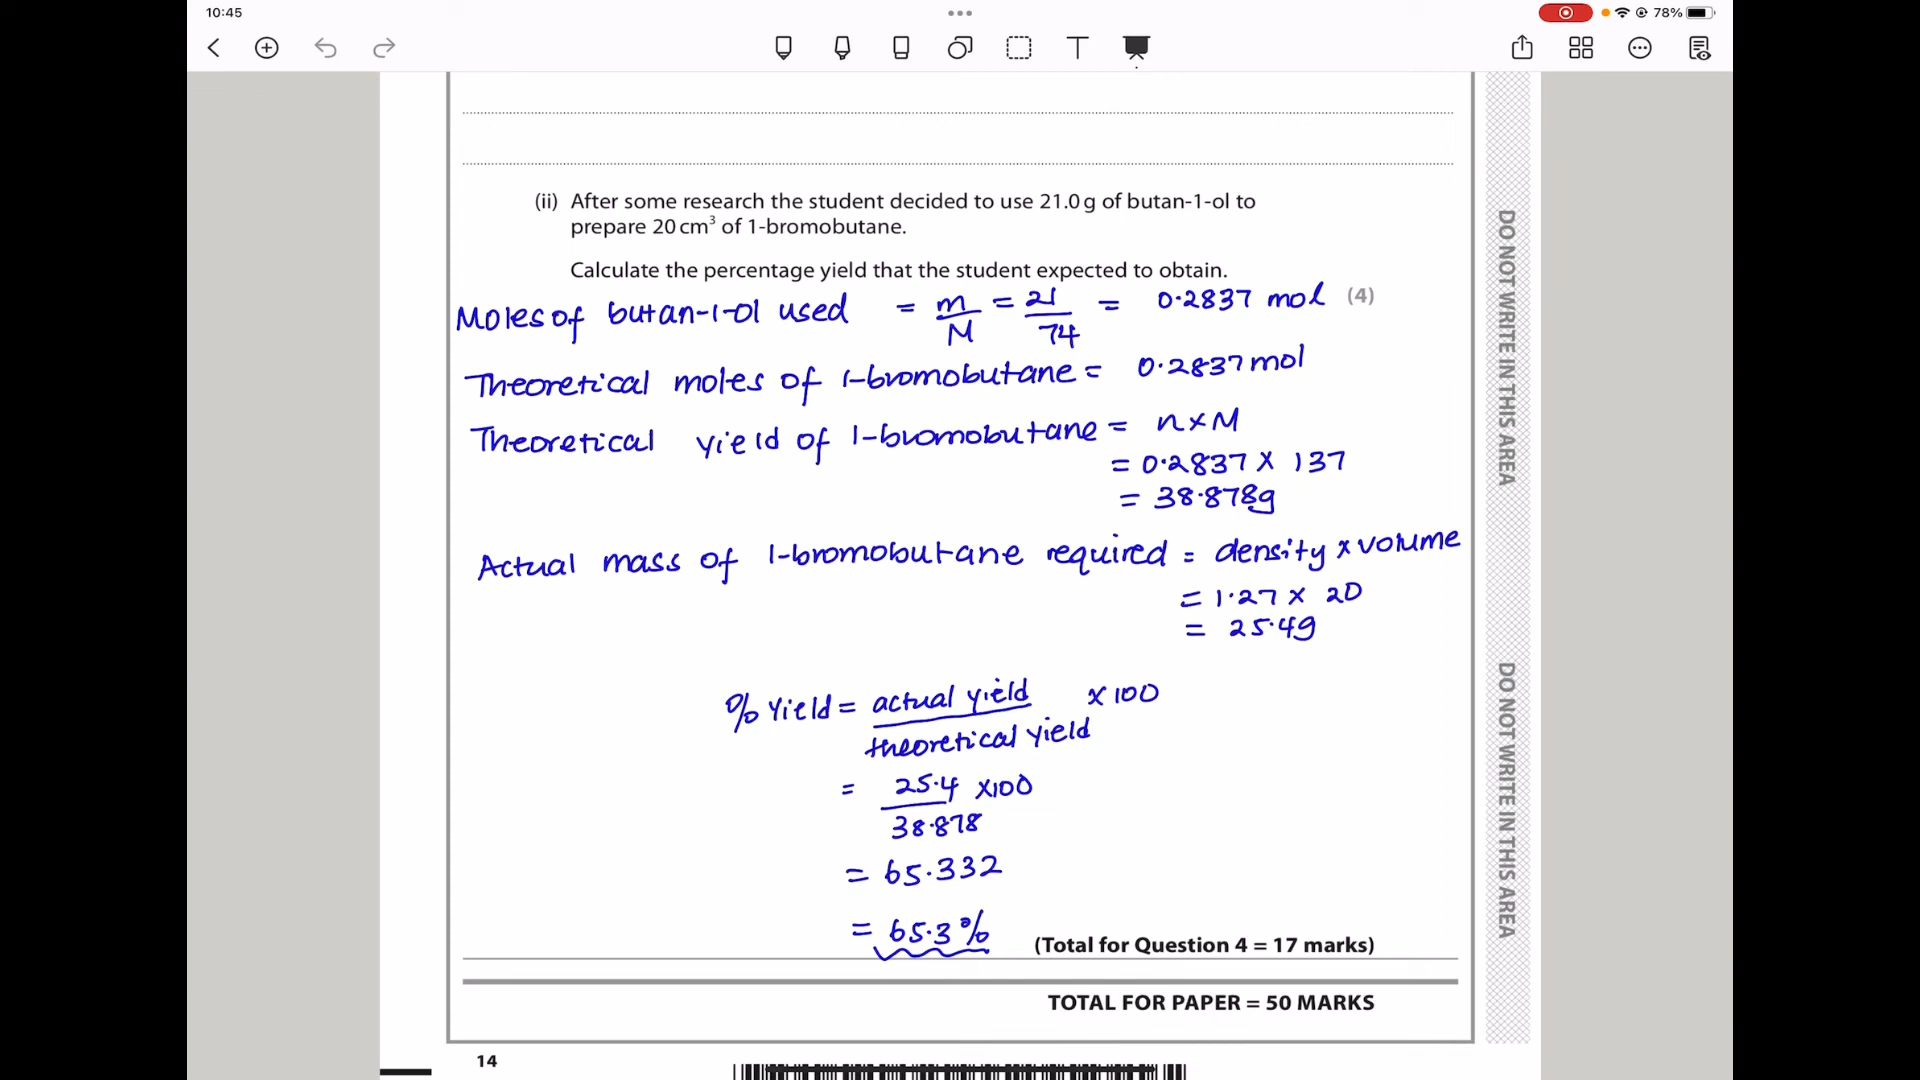 10:45
78%
T
(ii) After some research the student decided to use 21.0 g of butan-1-ol to
prepare 20 cm³ of 1-bromobutane.
Calculate the percentage yield that the student expected to obtain.
Moles of butan-1-ol used = m/M = 21/74 = 0.2837 mol (4)
Theoretical moles of 1-bromobutane = 0.2837 mol
Theoretical yield of 1-bromobutane = n x M
= 0.2837 x 137
= 38.878g
Actual mass of 1-bromobutane required = density x volume
= 1.27 x 20
= 25.4g
% Yield = actual yield / theoretical yield x 100
= 25.4 / 38.878 x100
= 65.332
= 65.3%
(Total for Question 4 = 17 marks)
TOTAL FOR PAPER = 50 MARKS
14
DO NOT WRITE IN THIS AREA
DO NOT WRITE IN THIS AREA